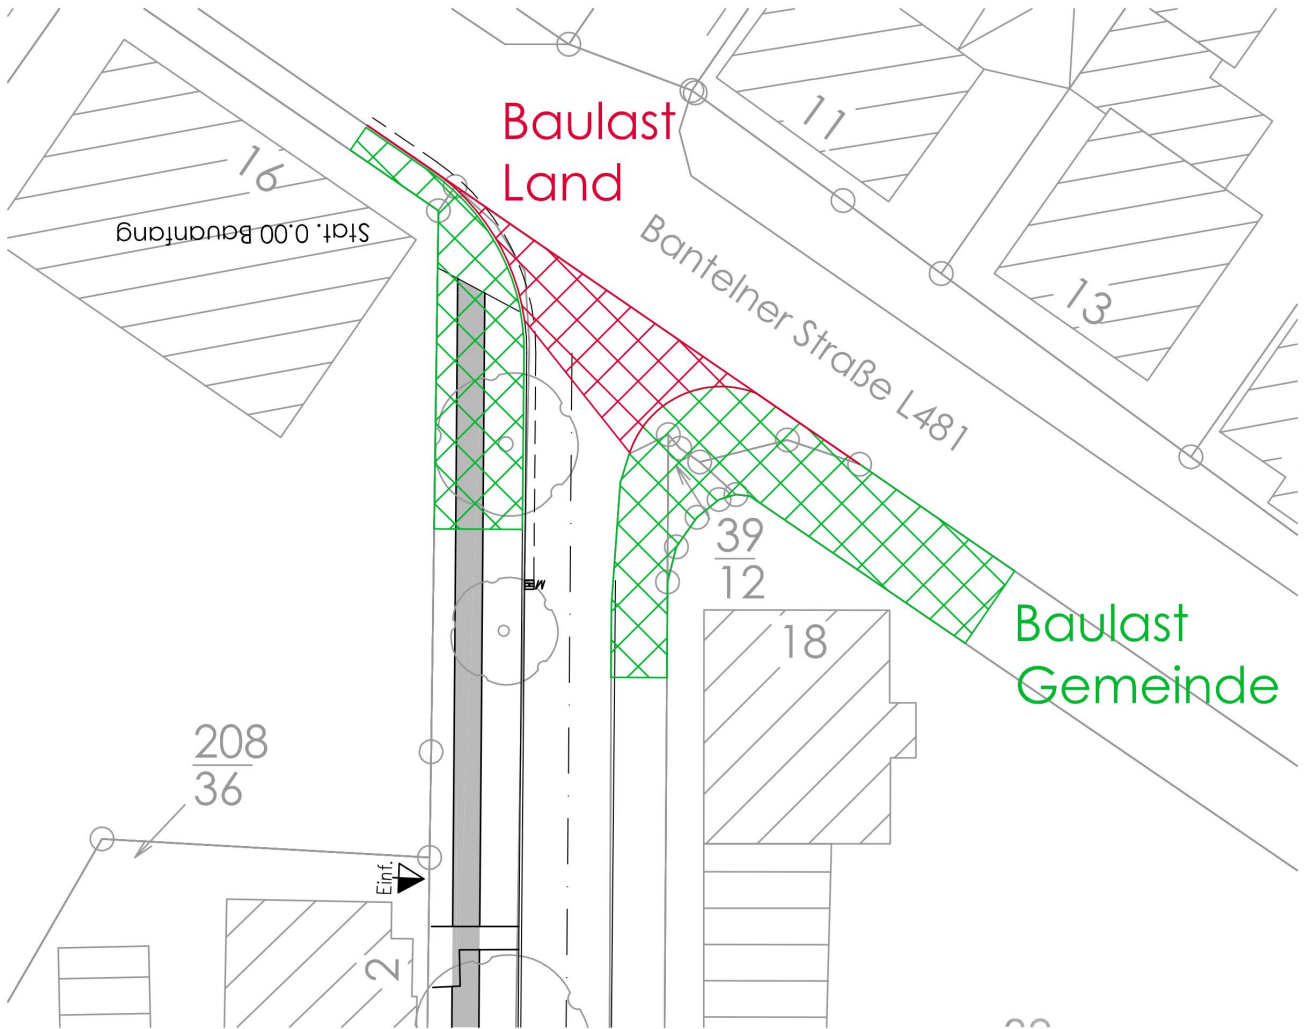 Baulast
Land
11
16
Stat. 0.00 Bauanfang
Bantelner Straße L481
13
39
12
18
Baulast
Gemeinde
208
36
Einf.
2